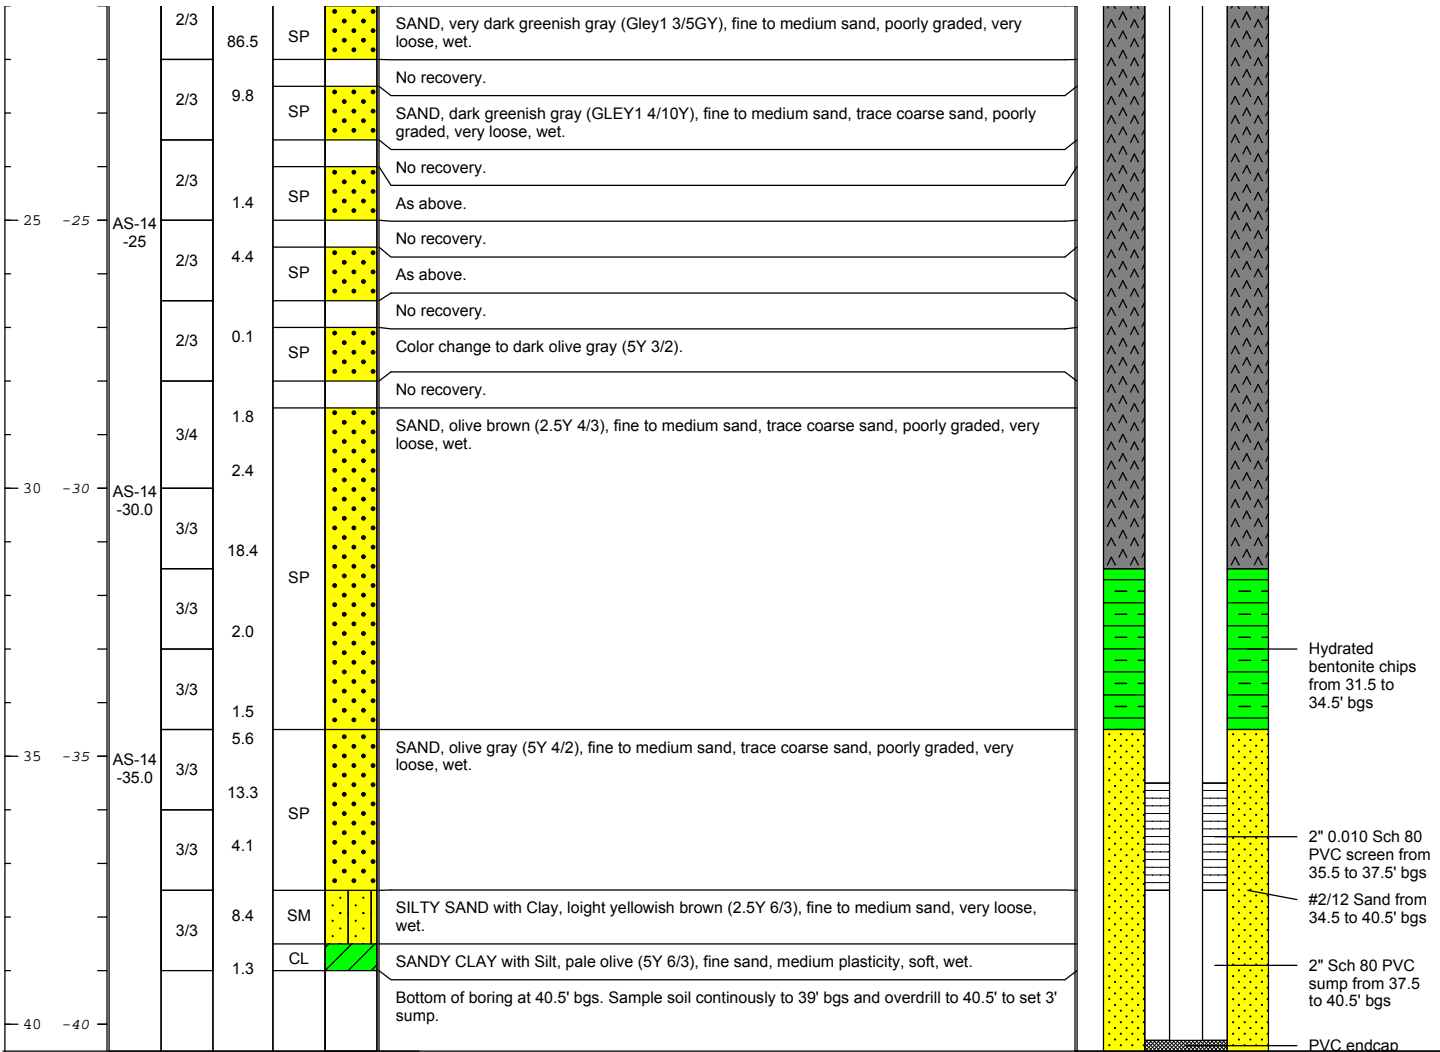 2/3
86.5
SP
SAND, very dark greenish gray (Gley1 3/5GY), fine to medium sand, poorly graded, very
loose, wet.
No recovery.
2/3
9.8
SP
SAND, dark greenish gray (GLEY1 4/10Y), fine to medium sand, trace coarse sand, poorly
graded, very loose, wet.
No recovery.
2/3
1.4
SP
As above.
25 -25
AS-14
-25
No recovery.
2/3
4.4
SP
As above.
No recovery.
2/3
0.1
SP
Color change to dark olive gray (5Y 3/2).
No recovery.
3/4
1.8
2.4
SAND, olive brown (2.5Y 4/3), fine to medium sand, trace coarse sand, poorly graded, very
loose, wet.
30 -30
AS-14
-30.0
3/3
18.4
SP
3/3
2.0
3/3
1.5
Hydrated
bentonite chips
from 31.5 to
34.5' bgs
5.6
SAND, olive gray (5Y 4/2), fine to medium sand, trace coarse sand, poorly graded, very
loose, wet.
35 -35
AS-14
-35.0
3/3
13.3
SP
3/3
4.1
2" 0.010 Sch 80
PVC screen from
35.5 to 37.5' bgs
#2/12 Sand from
34.5 to 40.5' bgs
3/3
8.4
SM
SILTY SAND with Clay, loight yellowish brown (2.5Y 6/3), fine to medium sand, very loose,
wet.
1.3
CL
SANDY CLAY with Silt, pale olive (5Y 6/3), fine sand, medium plasticity, soft, wet.
2" Sch 80 PVC
sump from 37.5
to 40.5' bgs
Bottom of boring at 40.5' bgs. Sample soil continously to 39' bgs and overdrill to 40.5' to set 3'
sump.
40 -40
PVC endcap